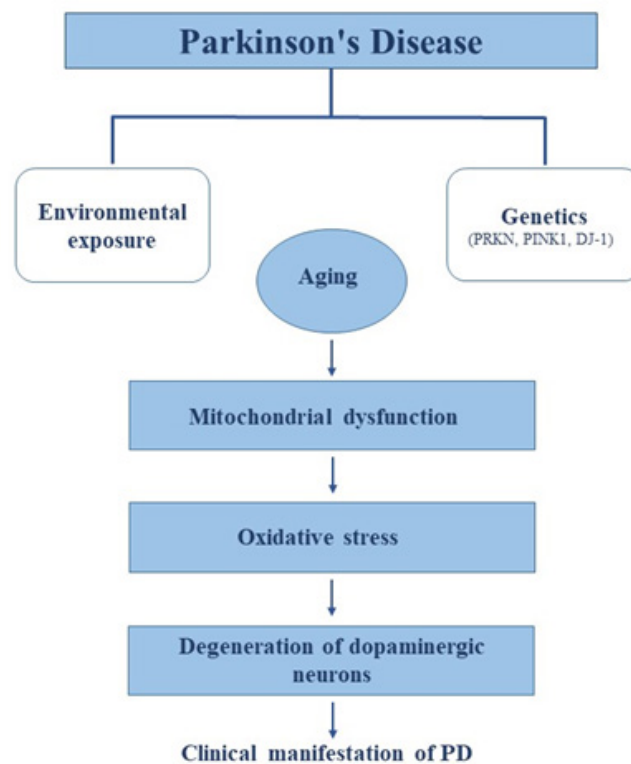 Parkinson's Disease
Environmental
exposure
Genetics
(PRKN, PINK1, DJ-1)
Aging
Mitochondrial dysfunction
Oxidative stress
Degeneration of dopaminergic
neurons
Clinical manifestation of PD